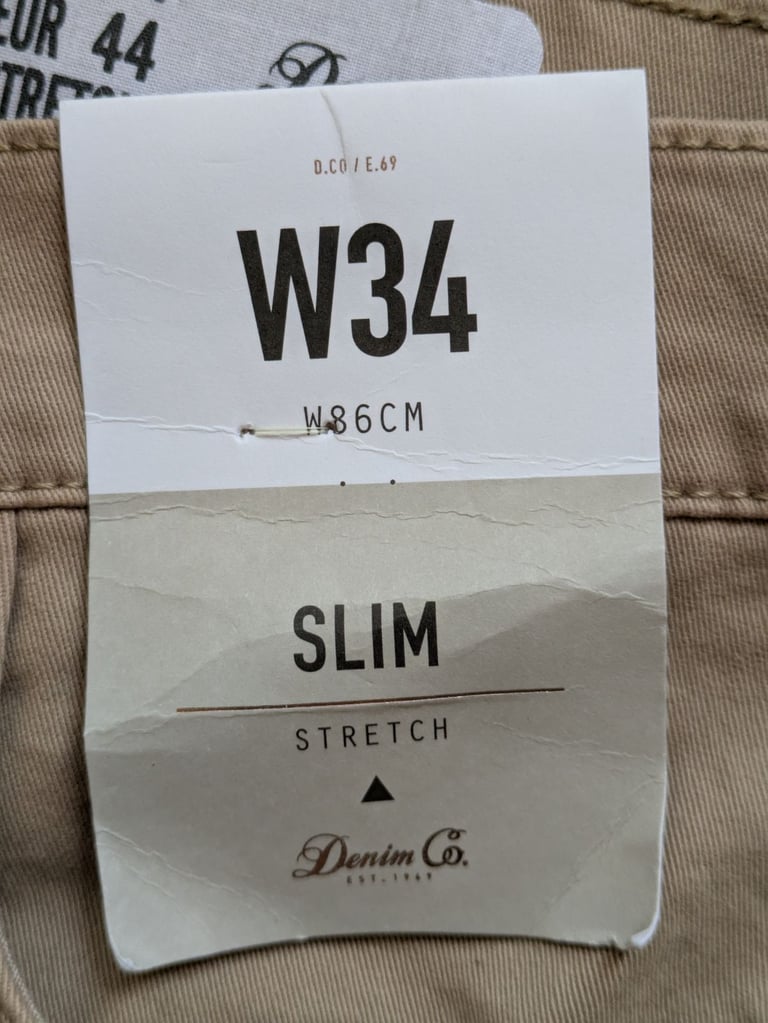 EUR 44
D.CO / E.69
W34
W86CM
SLIM
STRETCH
Denim Co.
EST. 1969